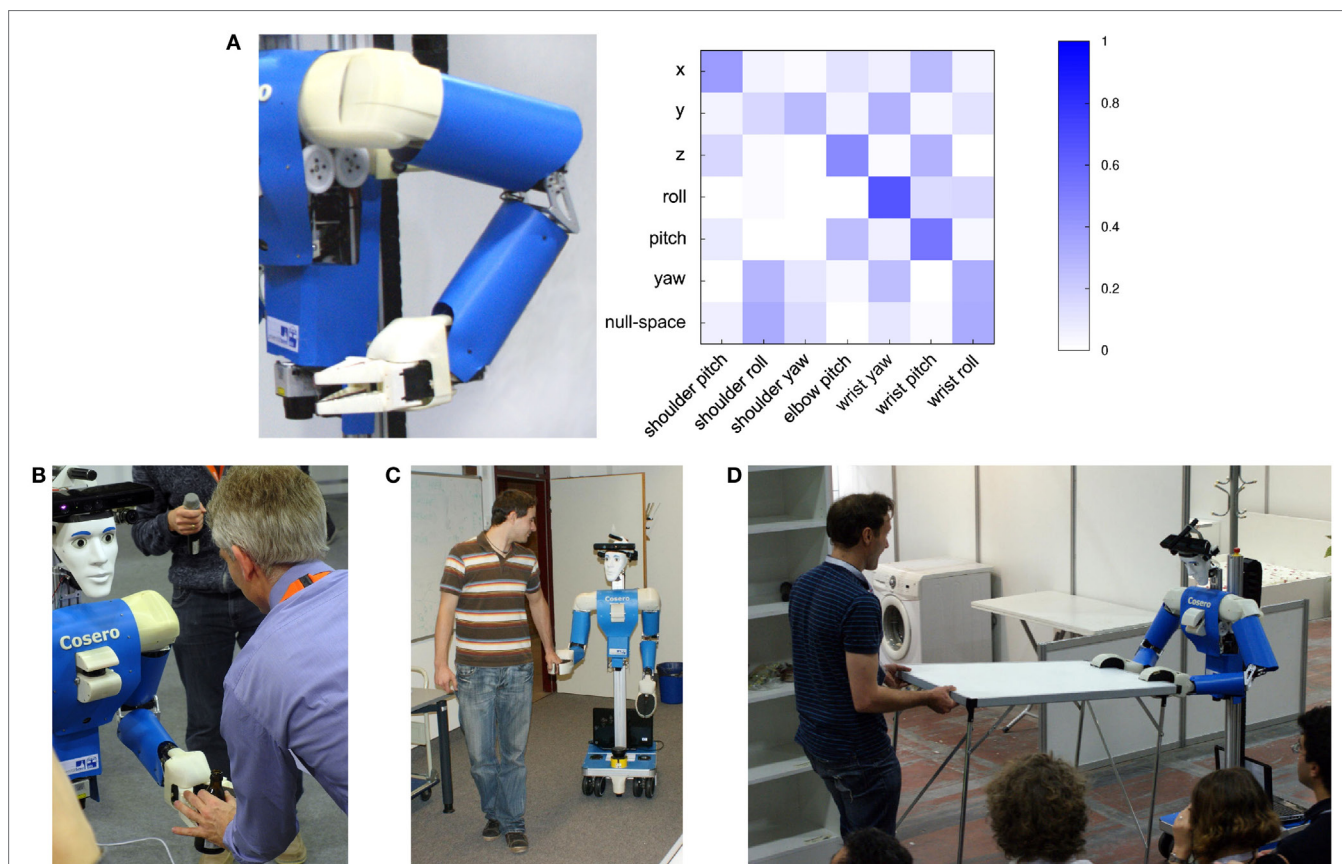 A
x
y
z
roll
pitch
yaw
null-space
shoulder pitch
shoulder roll
shoulder yaw
elbow pitch
wrist yaw
wrist pitch
wrist roll
1
0.8
0.6
0.4
0.2
0
B
Cosero
C
Cosero
D
Cosero